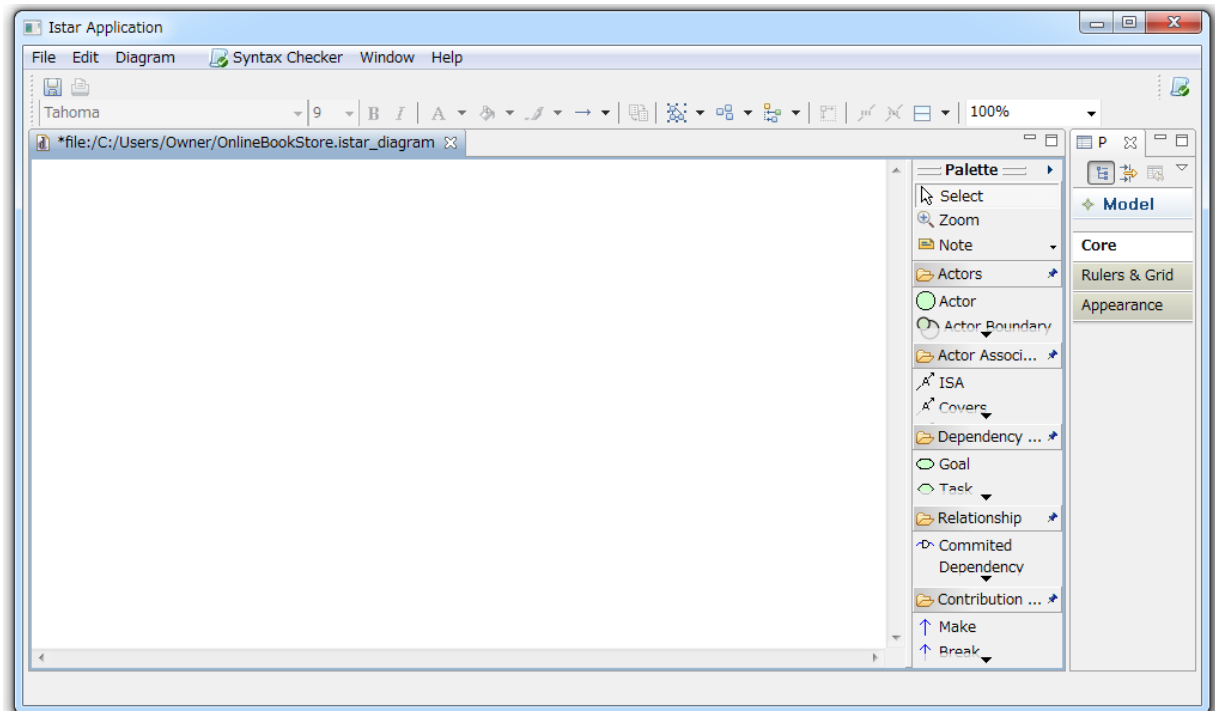 Istar Application
File Edit Diagram Syntax Checker Window Help
Tahoma 9 B I A 100%
*file:/C:/Users/Owner/OnlineBookStore.istar_diagram
P
Palette
Select
Zoom
Note
Actors
Actor
Actor Boundary
Actor Associ...
ISA
Covers
Dependency ...
Goal
Task
Relationship
Commited
Dependency
Contribution ...
Make
Break
Model
Core
Rulers & Grid
Appearance